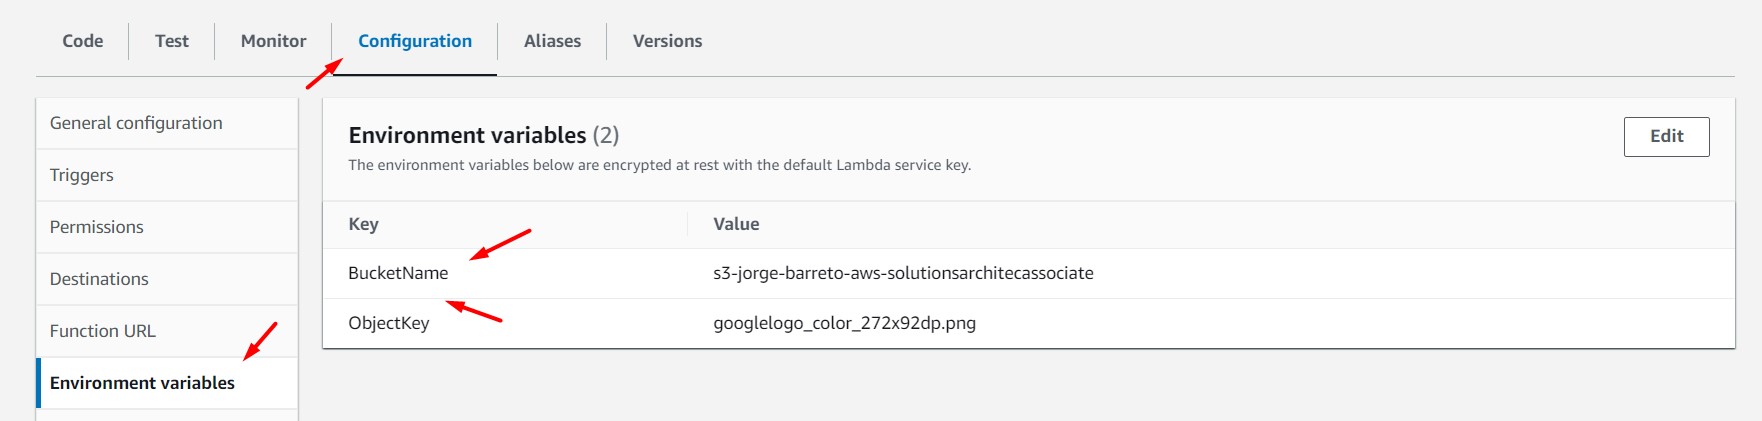 Code Test Monitor Configuration Aliases Versions
General configuration
Triggers
Permissions
Destinations
Function URL
Environment variables
Environment variables (2)
Edit
The environment variables below are encrypted at rest with the default Lambda service key.
Key Value
BucketName s3-jorge-barreto-aws-solutionsarchitecassociate
ObjectKey googlelogo_color_272x92dp.png